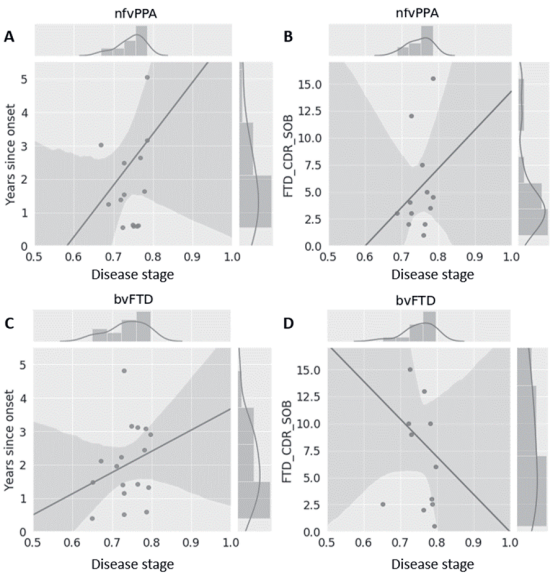 nfvPPA
A
Years since onset
5
4
3
2
1
0
0.5 0.6 0.7 0.8 0.9 1.0
Disease stage
nfvPPA
B
FTD_CDR_SOB
15.0
12.5
10.0
7.5
5.0
2.5
0.0
0.5 0.6 0.7 0.8 0.9 1.0
Disease stage
bvFTD
C
Years since onset
5
4
3
2
1
0
0.5 0.6 0.7 0.8 0.9 1.0
Disease stage
bvFTD
D
FTD_CDR_SOB
15.0
12.5
10.0
7.5
5.0
2.5
0.0
0.5 0.6 0.7 0.8 0.9 1.0
Disease stage